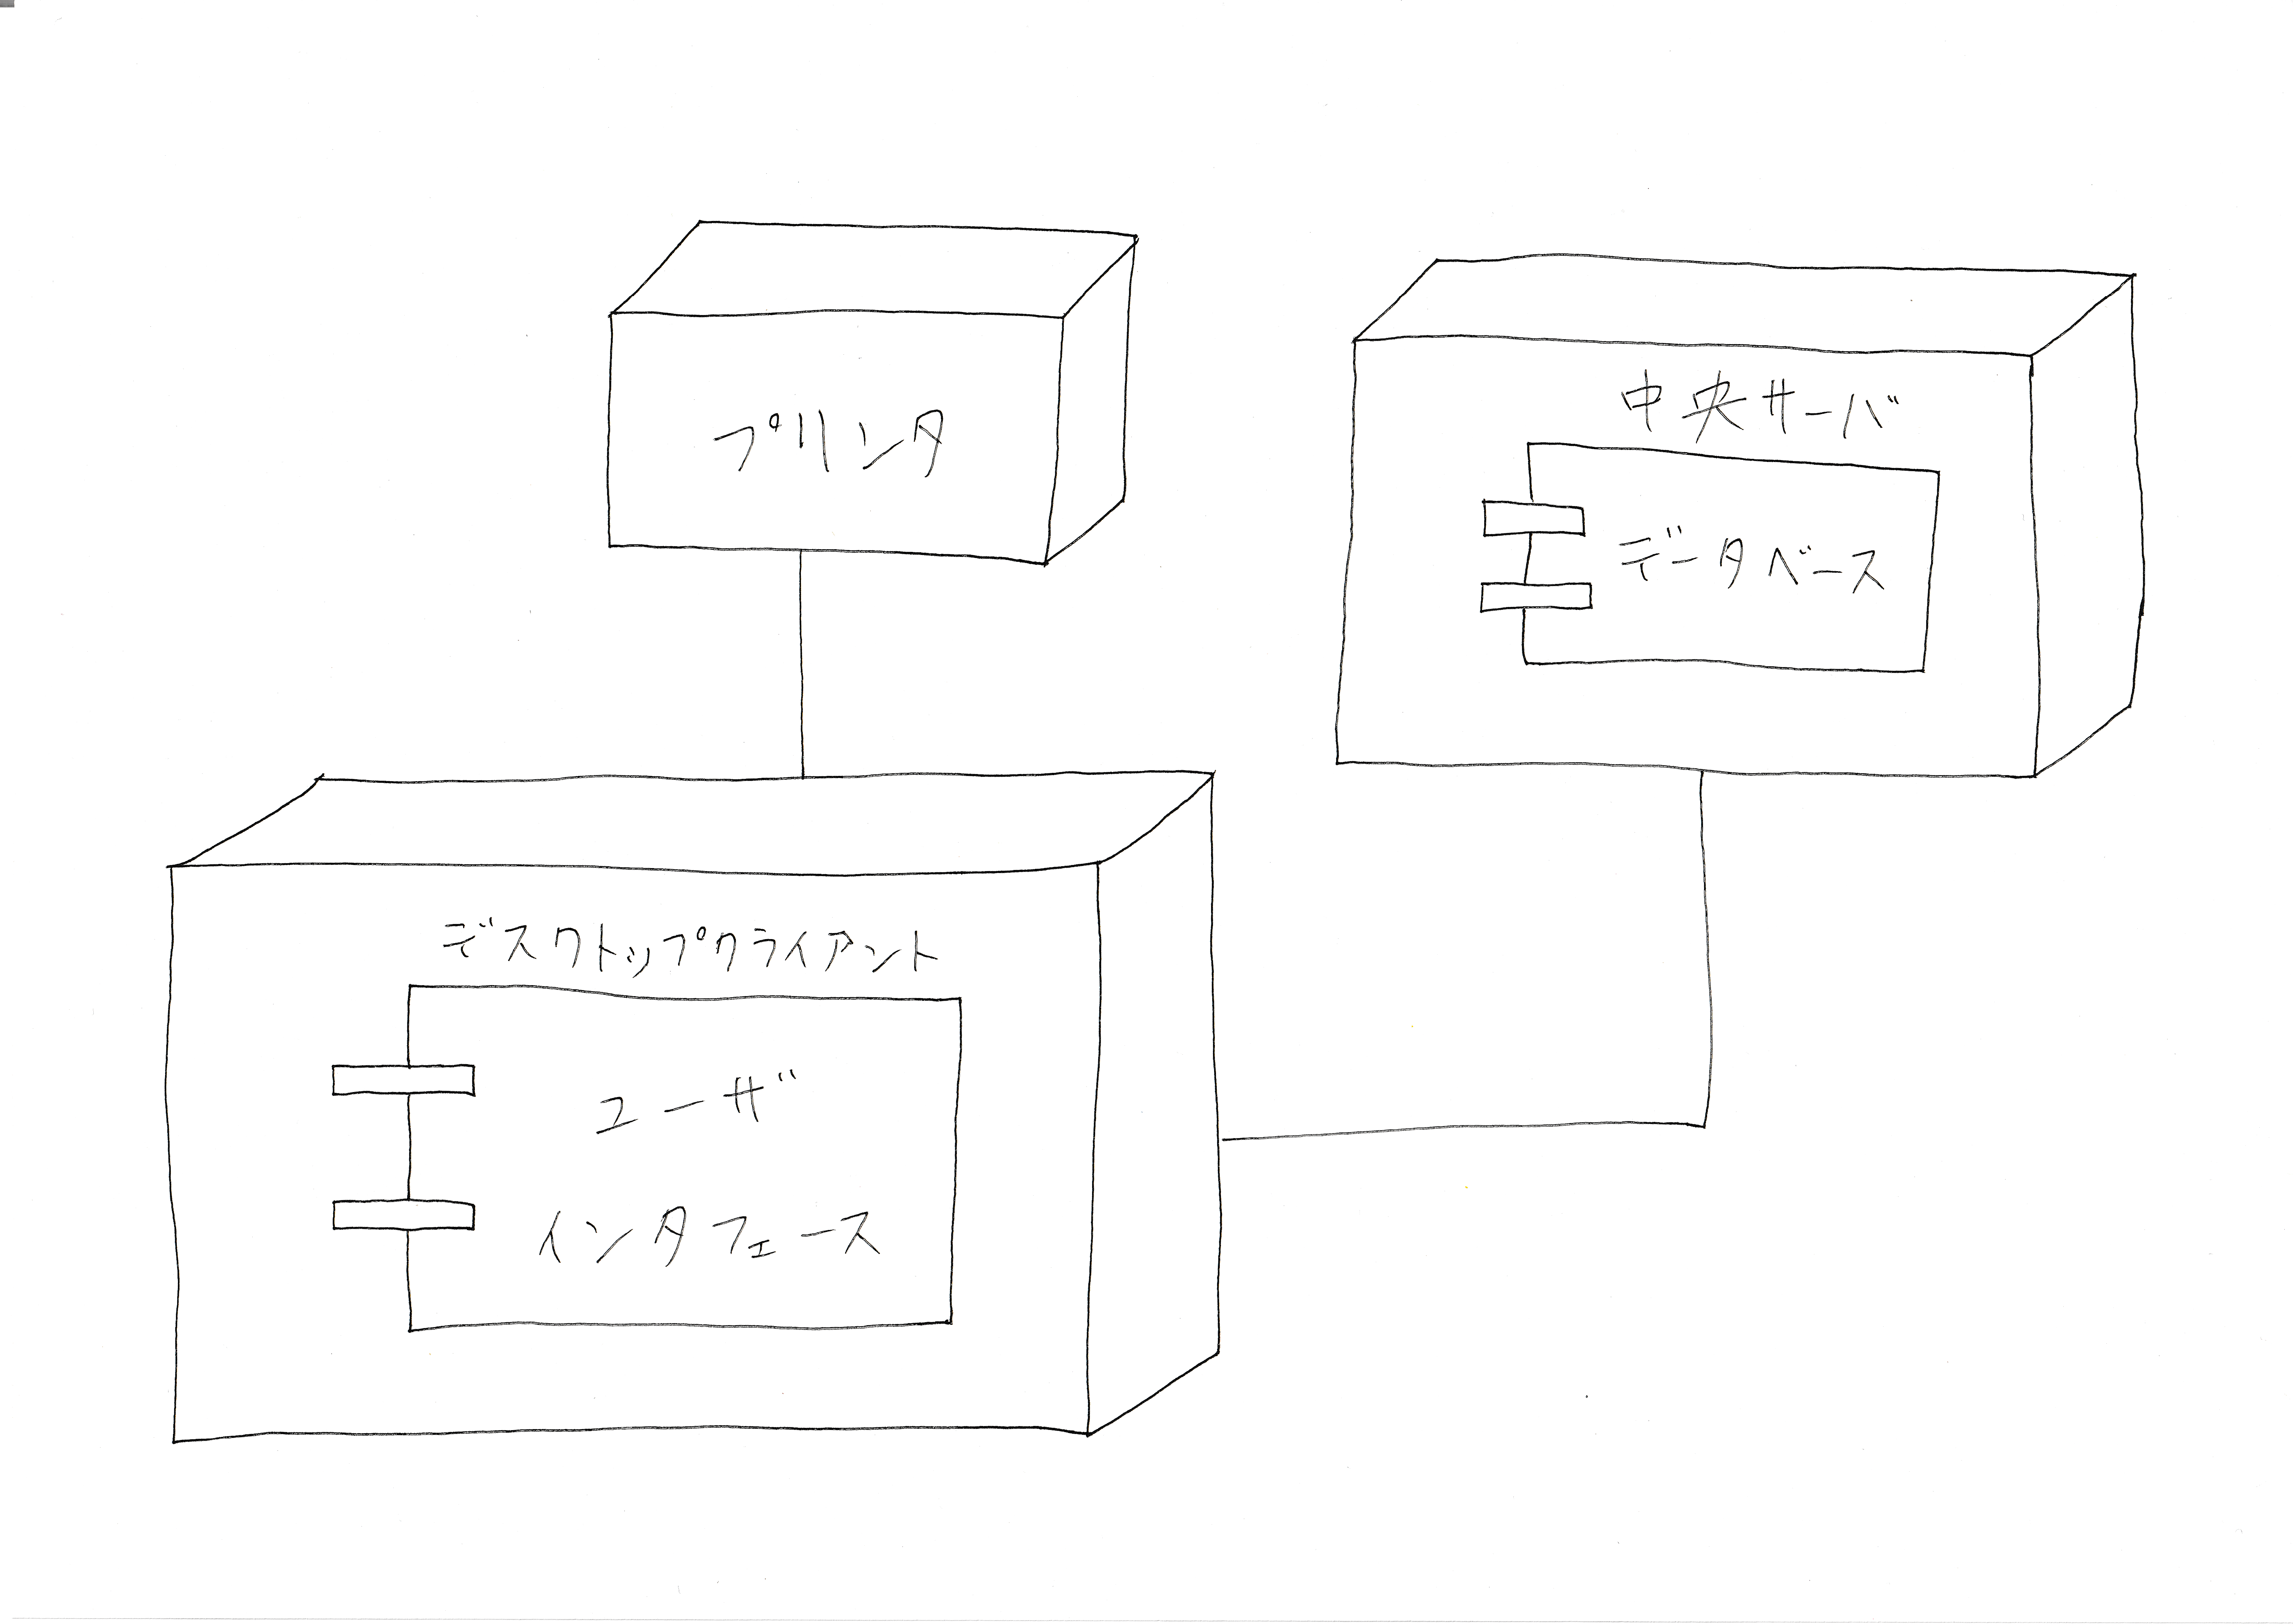 プリンタ
中央サーバ
データベース
デスクトップクライアント
ユーザ
インタフェース